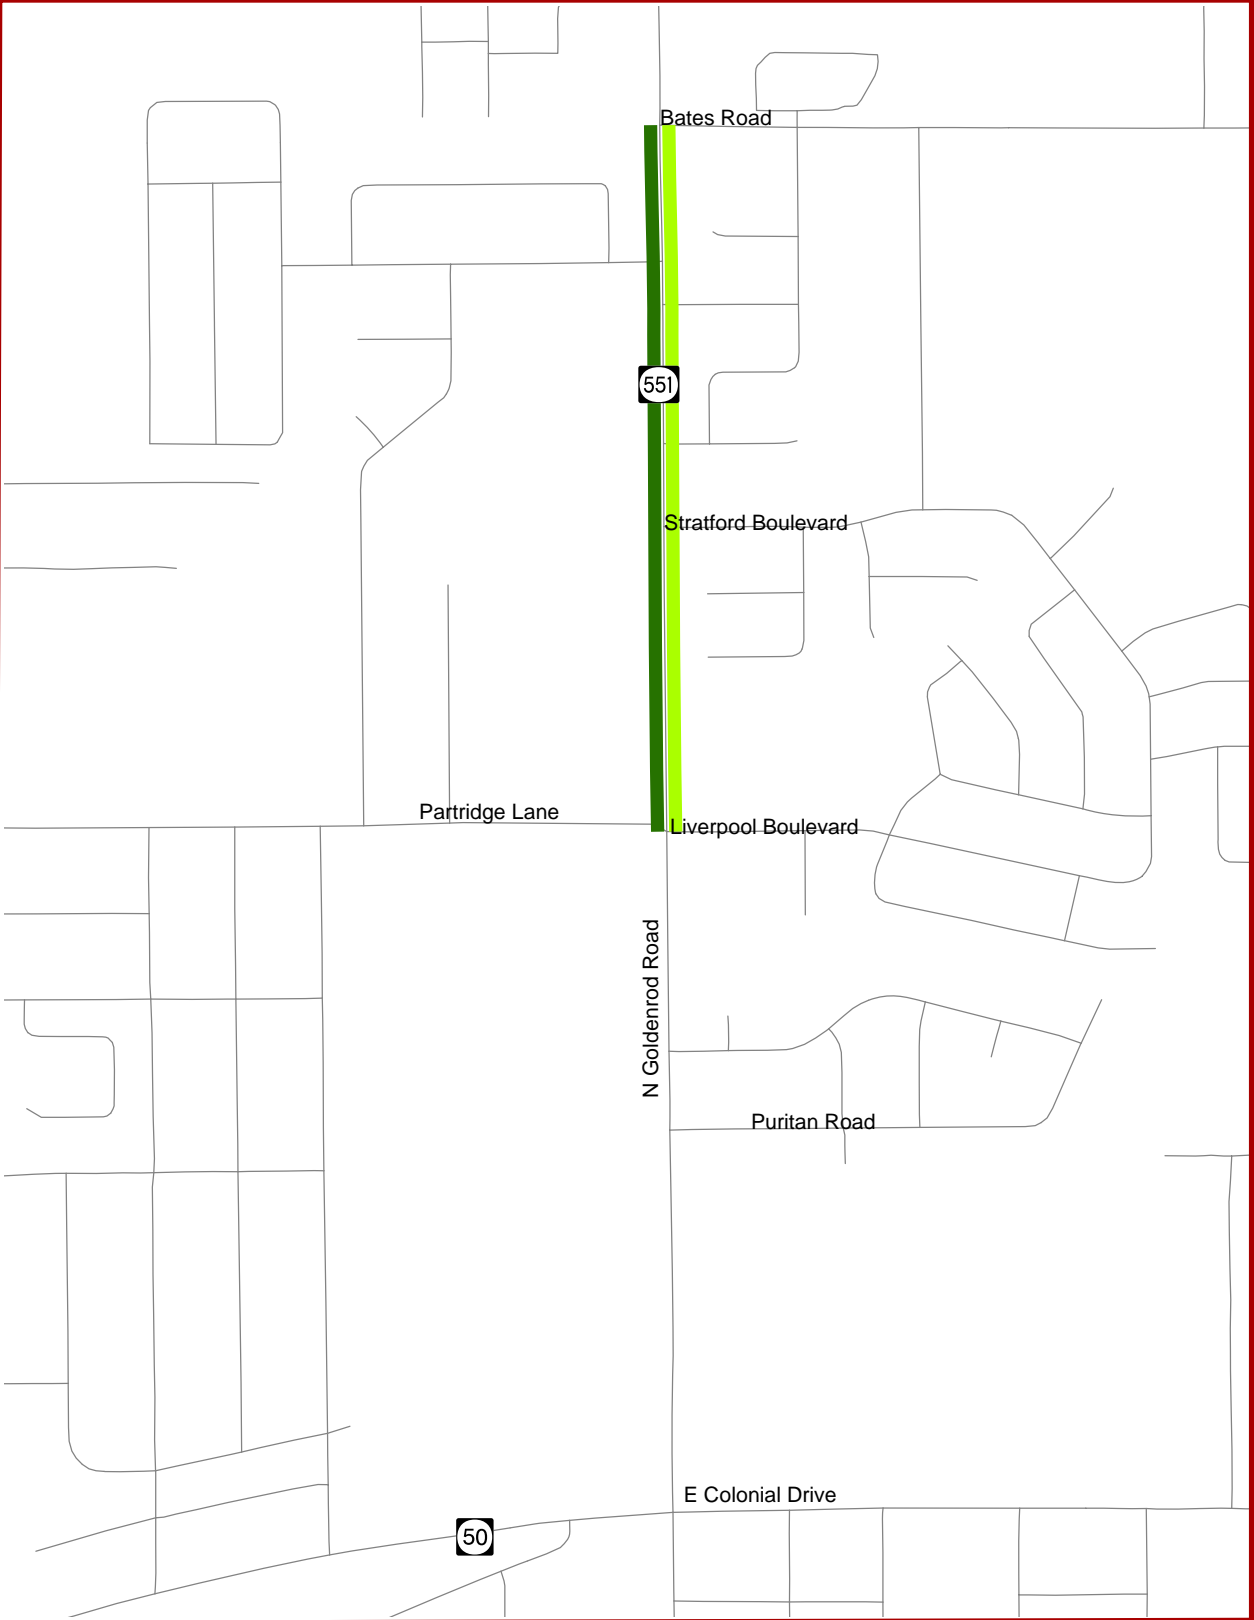 Bates Road
551
Stratford Boulevard
Partridge Lane
Liverpool Boulevard
N Goldenrod Road
Puritan Road
E Colonial Drive
50